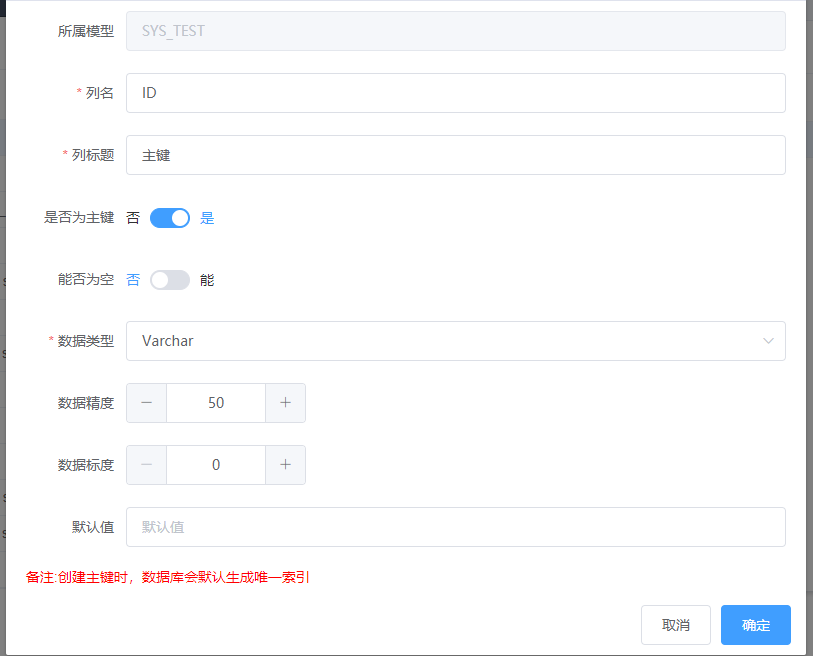 所属模型 SYS_TEST
* 列名 ID
* 列标题 主键
是否为主键 否 是
能否为空 否 能
* 数据类型 Varchar
数据精度 50
数据标度 0
默认值 默认值
备注:创建主键时，数据库会默认生成唯一索引
取消 确定